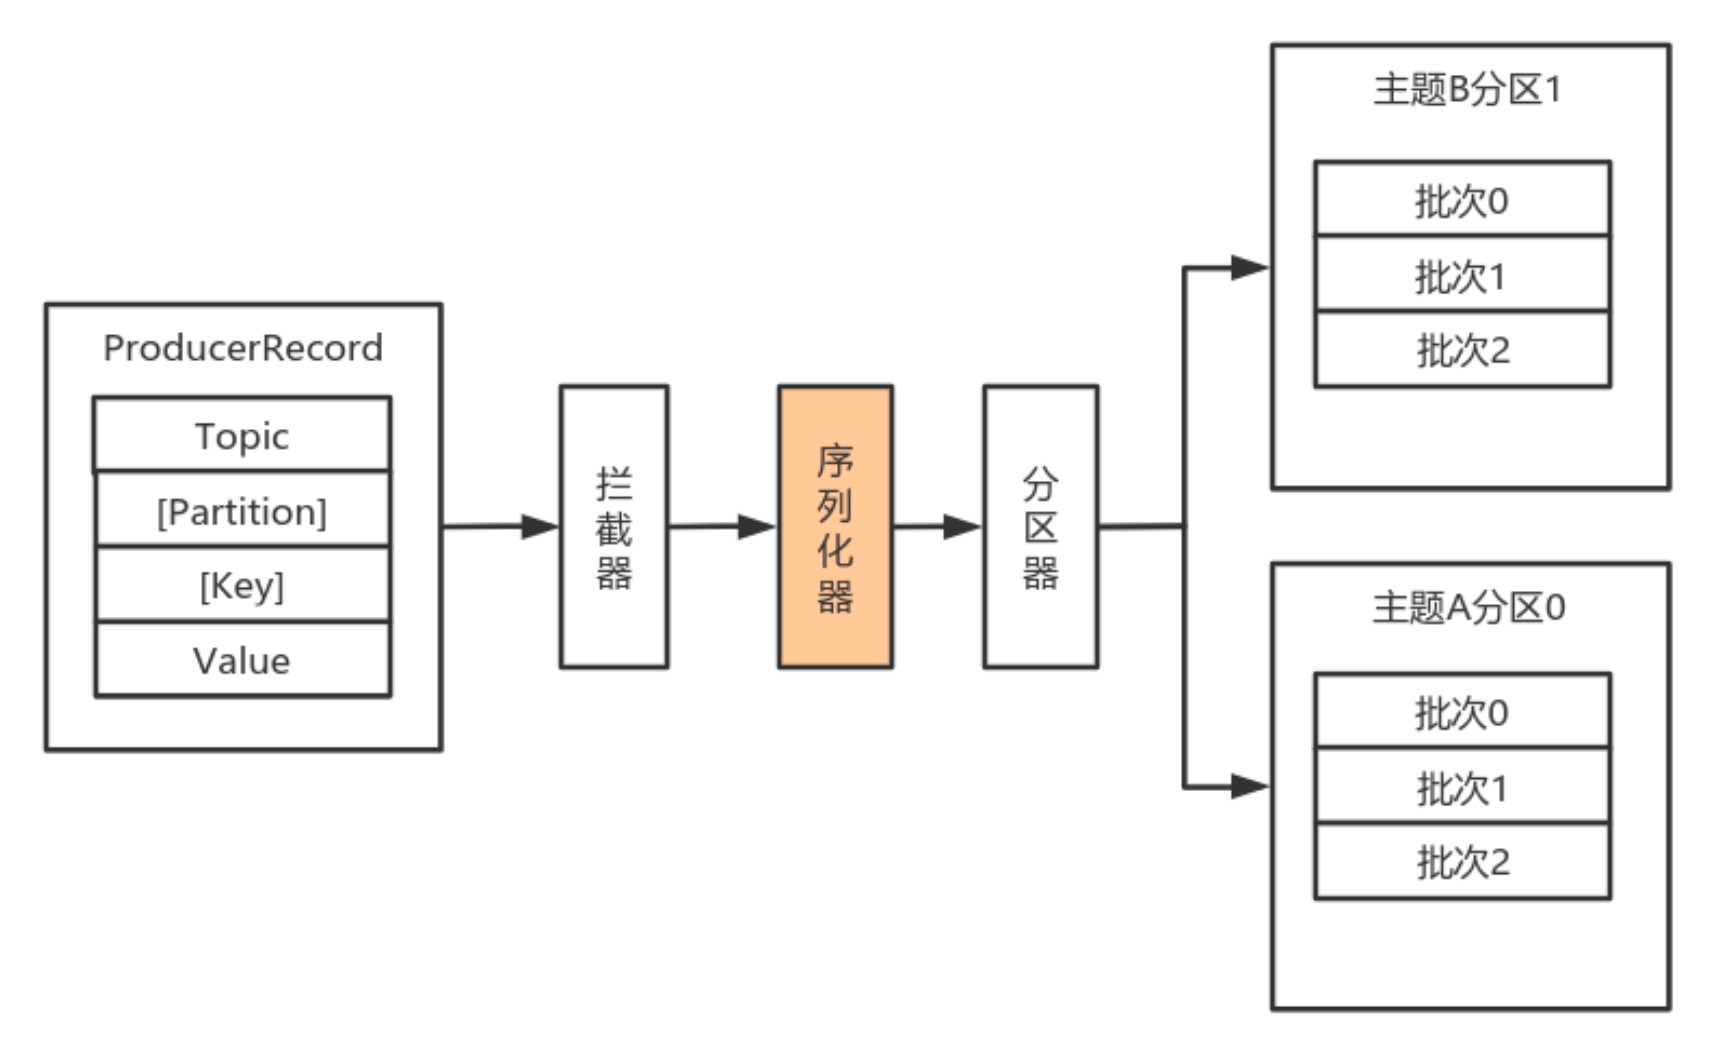 ProducerRecord
Topic
[Partition]
[Key]
Value
拦截器
序列化器
分区器
主题B分区1
批次0
批次1
批次2
主题A分区0
批次0
批次1
批次2